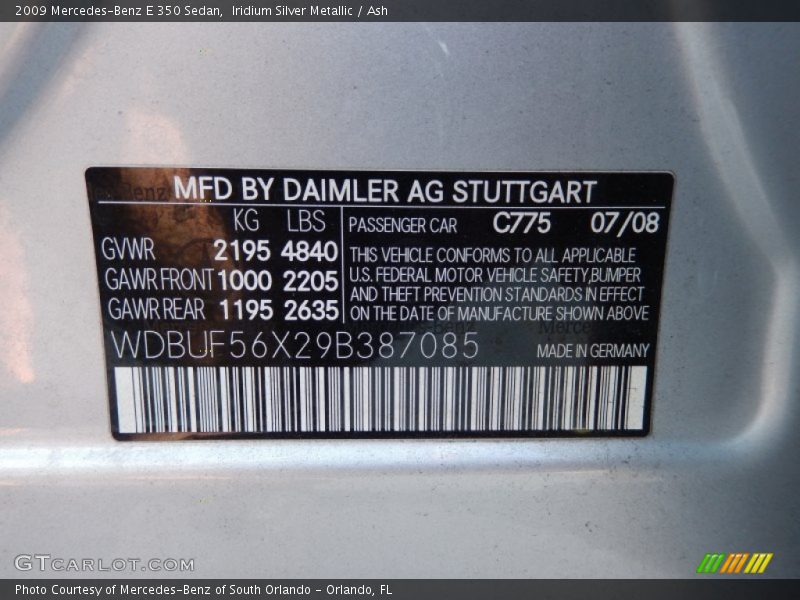 2009 Mercedes-Benz E 350 Sedan,  Iridium Silver Metallic / Ash
MFD BY DAIMLER AG STUTTGART
KG LBS
GVWR 2195 4840
GAWR FRONT 1000 2205
GAWR REAR 1195 2635
PASSENGER CAR C775 07/08
THIS VEHICLE CONFORMS TO ALL APPLICABLE
U.S. FEDERAL MOTOR VEHICLE SAFETY,BUMPER
AND THEFT PREVENTION STANDARDS IN EFFECT
ON THE DATE OF MANUFACTURE SHOWN ABOVE
WDBUF56X29B387085 MADE IN GERMANY
GTCARLOT.COM
Photo Courtesy of Mercedes-Benz of South Orlando - Orlando, FL